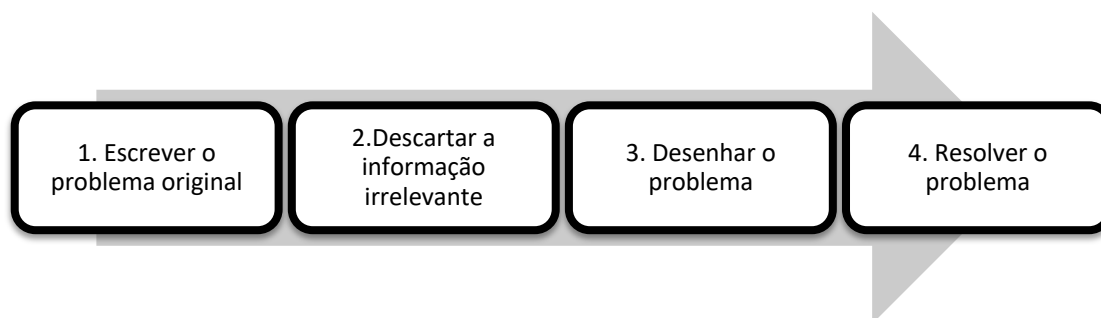 1. Escrever o
problema original
2.Descartar a
informação
irrelevante
3. Desenhar o
problema
4. Resolver o
problema